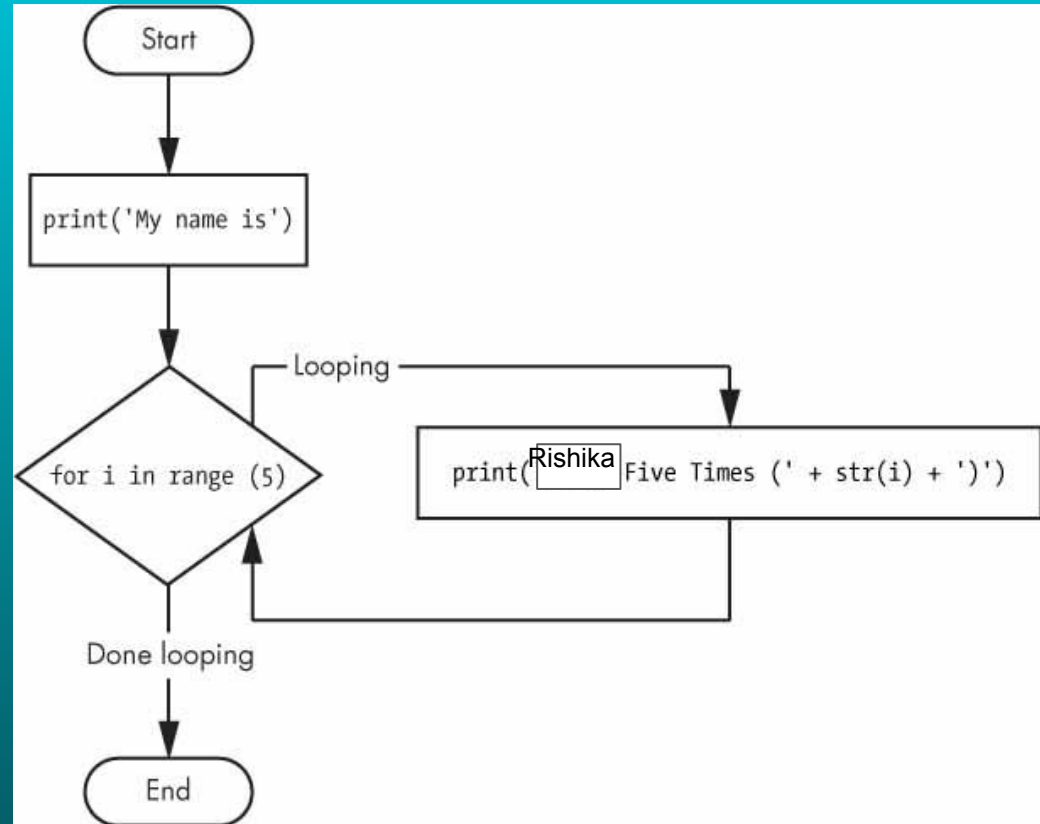 Start
print('My name is')
Looping
for i in range (5)
print(Rishika Five Times (' + str(i) + ')')
Done looping
End